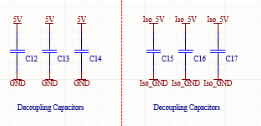 5V 5V 5V Iso_5V Iso_5V Iso_5V
C12 C13 C14 C15 C16 C17
GND GND GND Iso_GND Iso_GND Iso_GND
Decoupling Capacitors Decoupling Capacitors